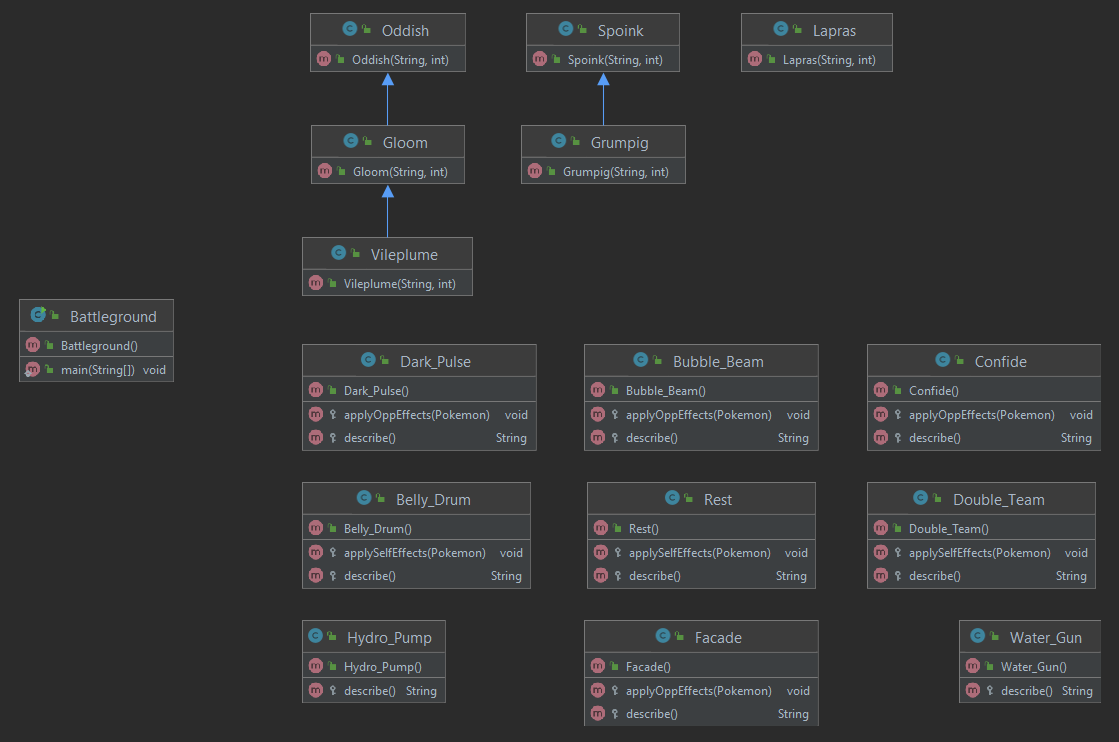 Oddish
Oddish(String, int)
Spoink
Spoink(String, int)
Lapras
Lapras(String, int)
Gloom
Gloom(String, int)
Grumpig
Grumpig(String, int)
Vileplume
Vileplume(String, int)
Battleground
Battleground()
main(String[]) void
Dark_Pulse
Dark_Pulse()
applyOppEffects(Pokemon) void
describe() String
Bubble_Beam
Bubble_Beam()
applyOppEffects(Pokemon) void
describe() String
Confide
Confide()
applyOppEffects(Pokemon) void
describe() String
Belly_Drum
Belly_Drum()
applySelfEffects(Pokemon) void
describe() String
Rest
Rest()
applySelfEffects(Pokemon) void
describe() String
Double_Team
Double_Team()
applySelfEffects(Pokemon) void
describe() String
Hydro_Pump
Hydro_Pump()
describe() String
Facade
Facade()
applyOppEffects(Pokemon) void
describe() String
Water_Gun
Water_Gun()
describe() String